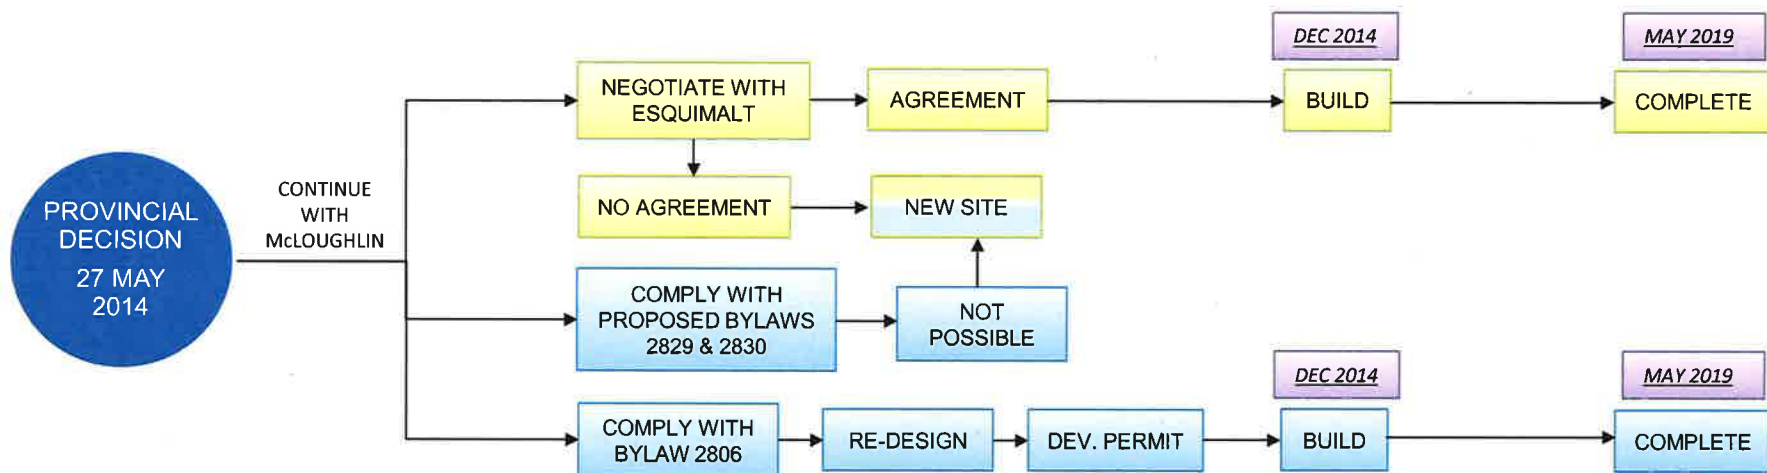 DEC 2014
MAY 2019
NEGOTIATE WITH
ESQUIMALT
AGREEMENT
BUILD
COMPLETE
PROVINCIAL
DECISION
27 MAY
2014
CONTINUE
WITH
McLOUGHLIN
NO AGREEMENT
NEW SITE
COMPLY WITH
PROPOSED BYLAWS
2829 & 2830
NOT
POSSIBLE
DEC 2014
MAY 2019
COMPLY WITH
BYLAW 2806
RE-DESIGN
DEV. PERMIT
BUILD
COMPLETE